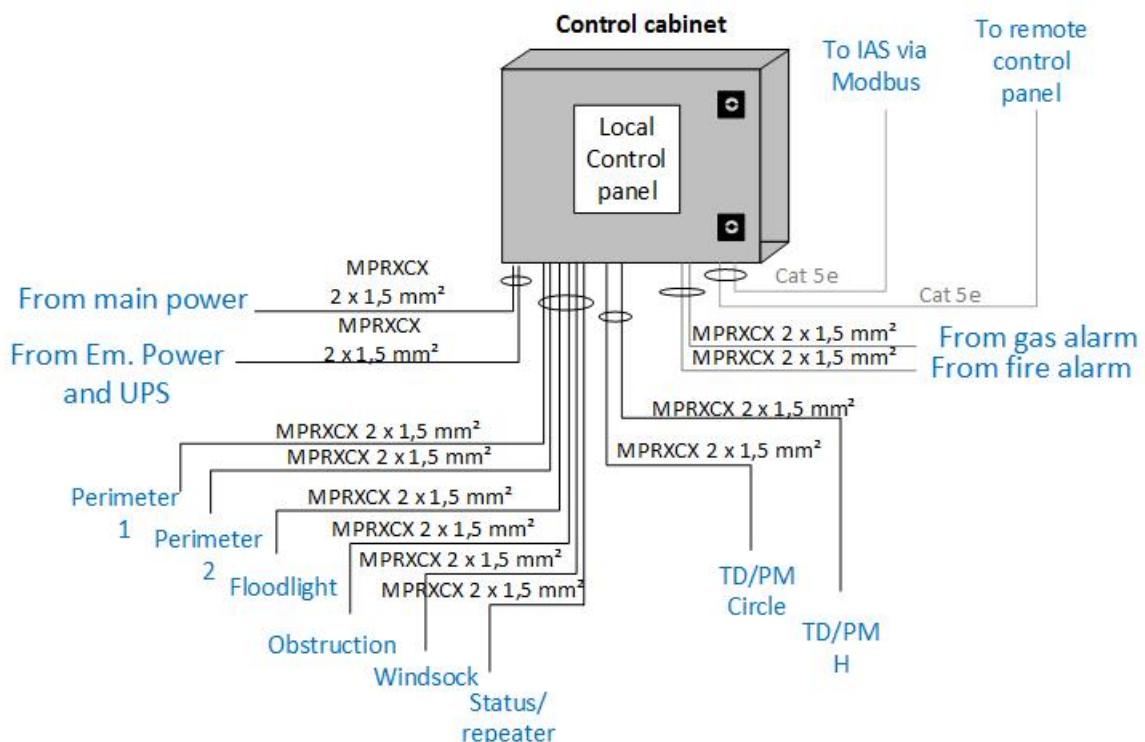 Control cabinet
To IAS via
Modbus
To remote
control
panel
Local
Control
panel
MPRXCX
2 x 1,5 mm²
From main power
MPRXCX
2 x 1,5 mm²
From Em. Power
and UPS
Cat 5e
Cat 5e
MPRXCX 2 x 1,5 mm²
From gas alarm
MPRXCX 2 x 1,5 mm²
From fire alarm
MPRXCX 2 x 1,5 mm²
MPRXCX 2 x 1,5 mm²
MPRXCX 2 x 1,5 mm²
MPRXCX 2 x 1,5 mm²
MPRXCX 2 x 1,5 mm²
MPRXCX 2 x 1,5 mm²
MPRXCX 2 x 1,5 mm²
MPRXCX 2 x 1,5 mm²
Perimeter
1
Perimeter
2
Floodlight
Obstruction
Windsock
Status/
repeater
TD/PM
Circle
TD/PM
H